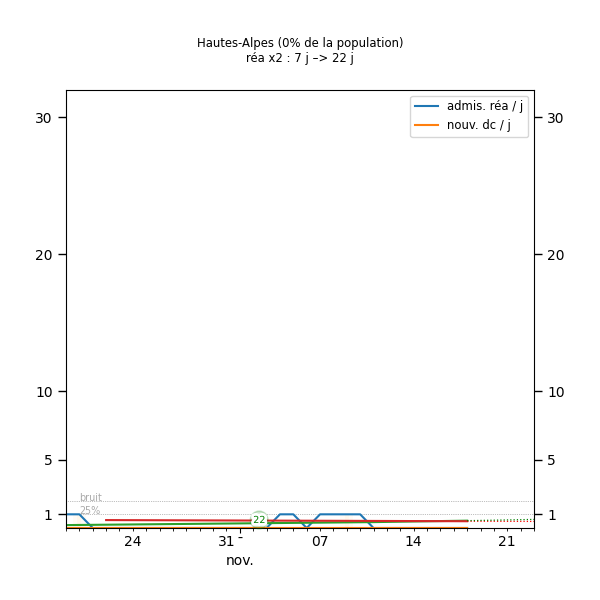 Hautes-Alpes (0% de la population)
réa x2 : 7 j –> 22 j
admis. réa / j
nouv. dc / j
30
30
20
20
10
10
5
5
bruit
25%
1
22
1
24
31 -
07
14
21
nov.